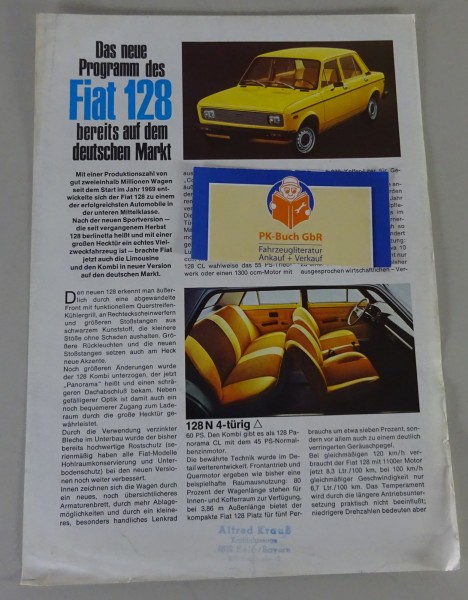 Das neue
Programm des
Fiat 128
bereits auf dem
deutschen Markt
Mit einer Produktionszahl von
gut zweieinhalb Millionen Wagen
seit dem Start im Jahr 1969 ent-
wickelte sich der Fiat 128 zu einem
der erfolgreichsten Automobile in
der unteren Mittelklasse.
Nach der neuen Sportversion —
die seit vergangenem Herbst
128 berlinetta heißt und mit einer
großen Hecktür ein echtes Viel-
zweckfahrzeug ist — brachte Fiat
jetzt auch die Limousine
und den Kombi in neuer Version
auf den deutschen Markt.
Den neuen 128 erkennt man äußer-
lich durch eine abgewandelte
Front mit funktionellem Querstreifen-
Kühlergrill, an Rechteckscheinwerfern
und größeren Stoßstangen aus
schwarzem Kunststoff, die kleinere
Stöße ohne Schaden aushalten. Grö-
ßere Rückleuchten und die neuen
Stoßstangen setzen auch am Heck
neue Akzente.
Noch größeren Änderungen wurde
der 128 Kombi unterzogen, der jetzt
„Panorama" heißt und einen schrä-
geren Dachabschluß bekam. Neben
gefälligerer Optik ist damit auch ein
noch bequemerer Zugang zum Lade-
raum durch die große Hecktür ge-
währleistet.
Durch die Verwendung verzinkter
Bleche im Unterbau wurde der bisher
bereits hochwertige Rostschutz (se-
rienmäßig haben alle Fiat-Modelle
Hohlraumkonservierung und Unter-
bodenschutz) bei den neuen Versio-
nen noch weiter verbessert.
Innen zeichnen sich die Wagen durch
ein neues, noch übersichtlicheres
Armaturenbrett, durch mehr Ablage-
möglichkeiten und durch ein kleine-
res, besonders handliches Lenkrad
PK-Buch GbR
Fahrzeugliteratur
Ankauf + Verkauf
128 CL wahlweise das 55 PS-Trieb-
werk oder einen 1300 ccm-Motor mit
ausgesprochen wirtschaftlichen – Ver-
128 N 4-türig △
60 PS. Den Kombi gibt es als 128 Pa-
norama CL mit dem 45 PS-Normal-
benzinmotor.
Die bewährte Technik wurde im De-
tail weiterentwickelt. Frontantrieb und
Quermotor ergeben wie bisher eine
beispielhafte Raumausnutzung: 80
Prozent der Wagenlänge stehen für
Innen- und Kofferraum zur Verfügung,
bei 3,86 m Außenlänge bietet der
kompakte Fiat 128 Platz für fünf Per-
brauchs um etwa sieben Prozent, son-
dern vor allem auch zu einem deutlich
verringerten Geräuschpegel.
Bei gleichmäßigen 120 km/h ver-
braucht der Fiat 128 mit 1100er Motor
jetzt 8,3 Ltr./100 km, bei 100 km/h
gleichmäßiger Geschwindigkeit nur
6,7 Ltr./100 km. Das Temperament
wird durch die längere Antriebsunter-
setzung praktisch nicht beeinflußt;
niedrigere Drehzahlen bedeuten aber
Alfred Krauß